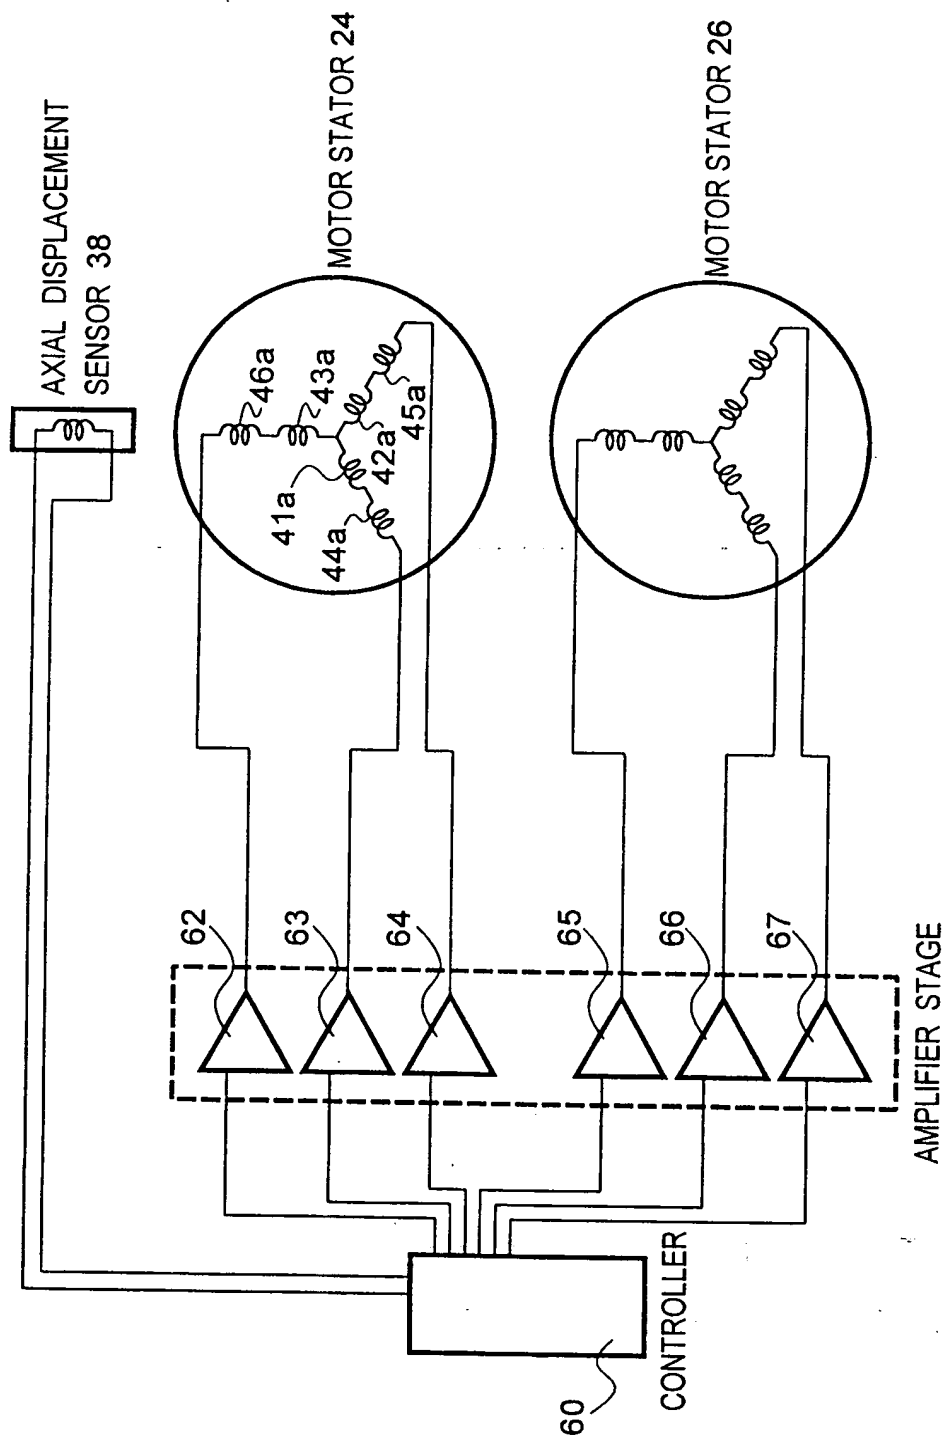 AXIAL DISPLACEMENT
SENSOR 38
MOTOR STATOR 24
46a
43a
41a
42a
44a
45a
MOTOR STATOR 26
62
63
64
65
66
67
AMPLIFIER STAGE
60
CONTROLLER